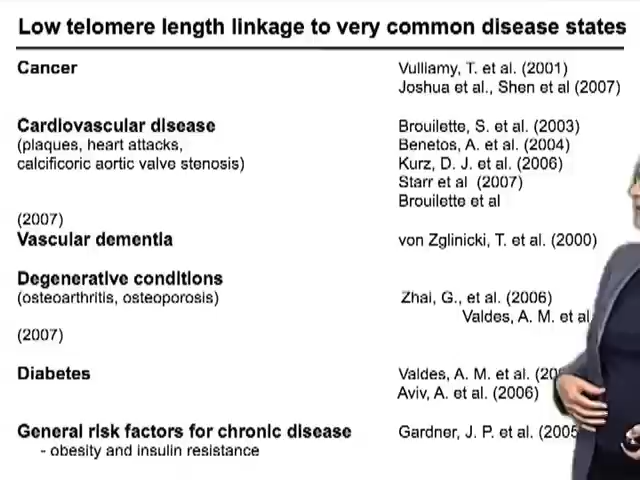 Low telomere length linkage to very common disease states
Cancer Vulliamy, T. et al. (2001)
Joshua et al., Shen et al (2007)
Cardiovascular disease Brouilette, S. et al. (2003)
(plaques, heart attacks, Benetos, A. et al. (2004)
calcificoric aortic valve stenosis) Kurz, D. J. et al. (2006)
Starr et al (2007)
Brouilette et al
(2007)
Vascular dementia von Zglinicki, T. et al. (2000)
Degenerative conditions
(osteoarthritis, osteoporosis) Zhai, G., et al. (2006)
Valdes, A. M. et al
(2007)
Diabetes Valdes, A. M. et al.
Aviv, A. et al. (2006)
General risk factors for chronic disease Gardner, J. P. et al. (2005
- obesity and insulin resistance